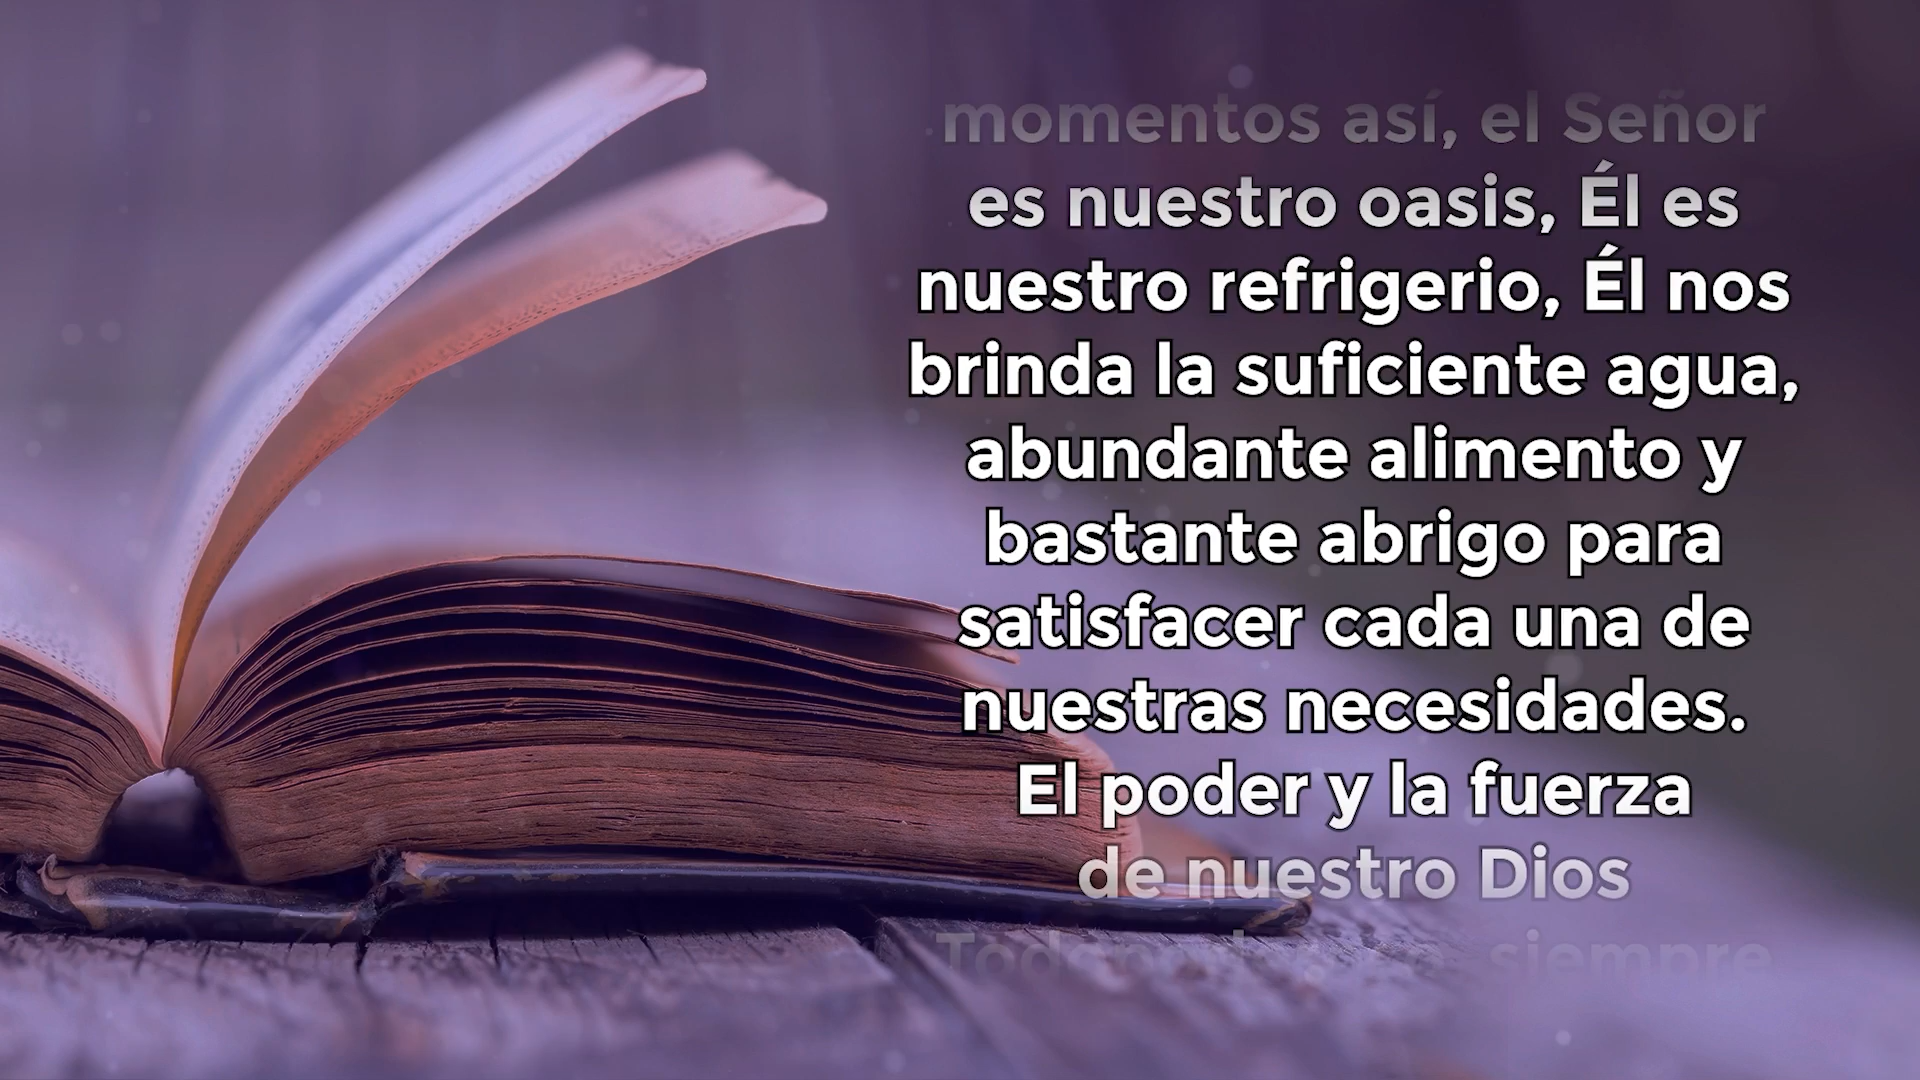 momentos así, el Señor
es nuestro oasis, Él es
nuestro refrigerio, Él nos
brinda la suficiente agua,
abundante alimento y
bastante abrigo para
satisfacer cada una de
nuestras necesidades.
El poder y la fuerza
de nuestro Dios
siempre